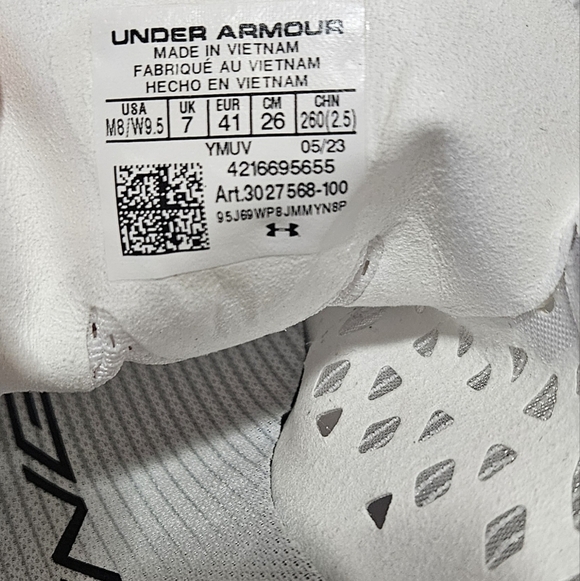 UNDER ARMOUR
MADE IN VIETNAM
FABRIQUÉ AU VIETNAM
HECHO EN VIETNAM
USA UK EUR CM CHN
M8/W9.5 7 41 26 260(2.5)
YMUV 05/23
4216695655
Art.3027568-100
95J69WP8JMMYN8P